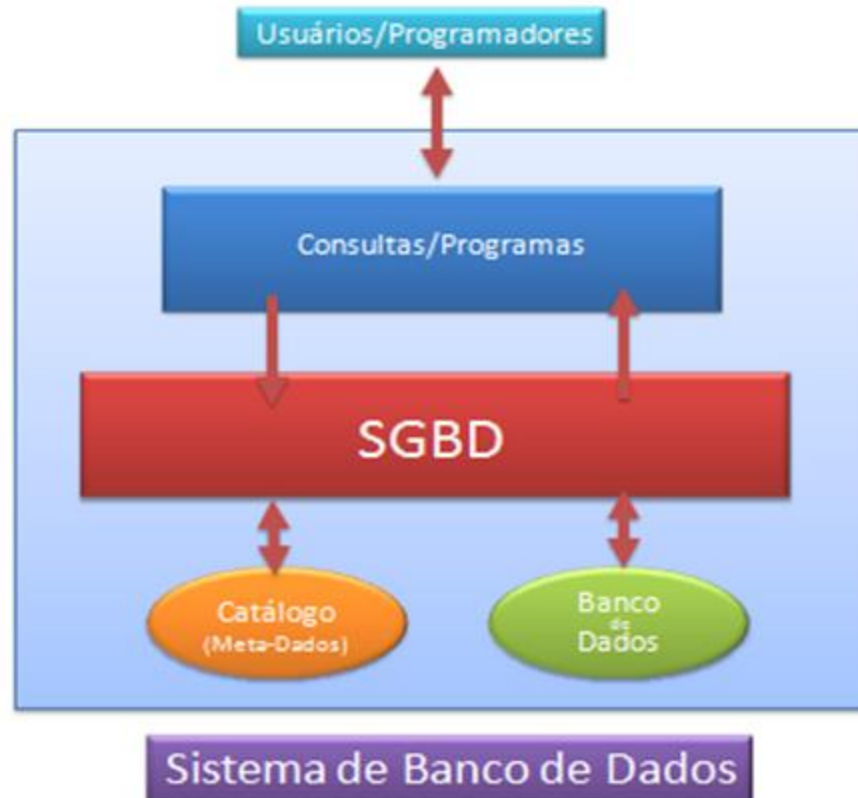 Usuários/Programadores
Consultas/Programas
SGBD
Catálogo
(Meta-Dados)
Banco
de
Dados
Sistema de Banco de Dados